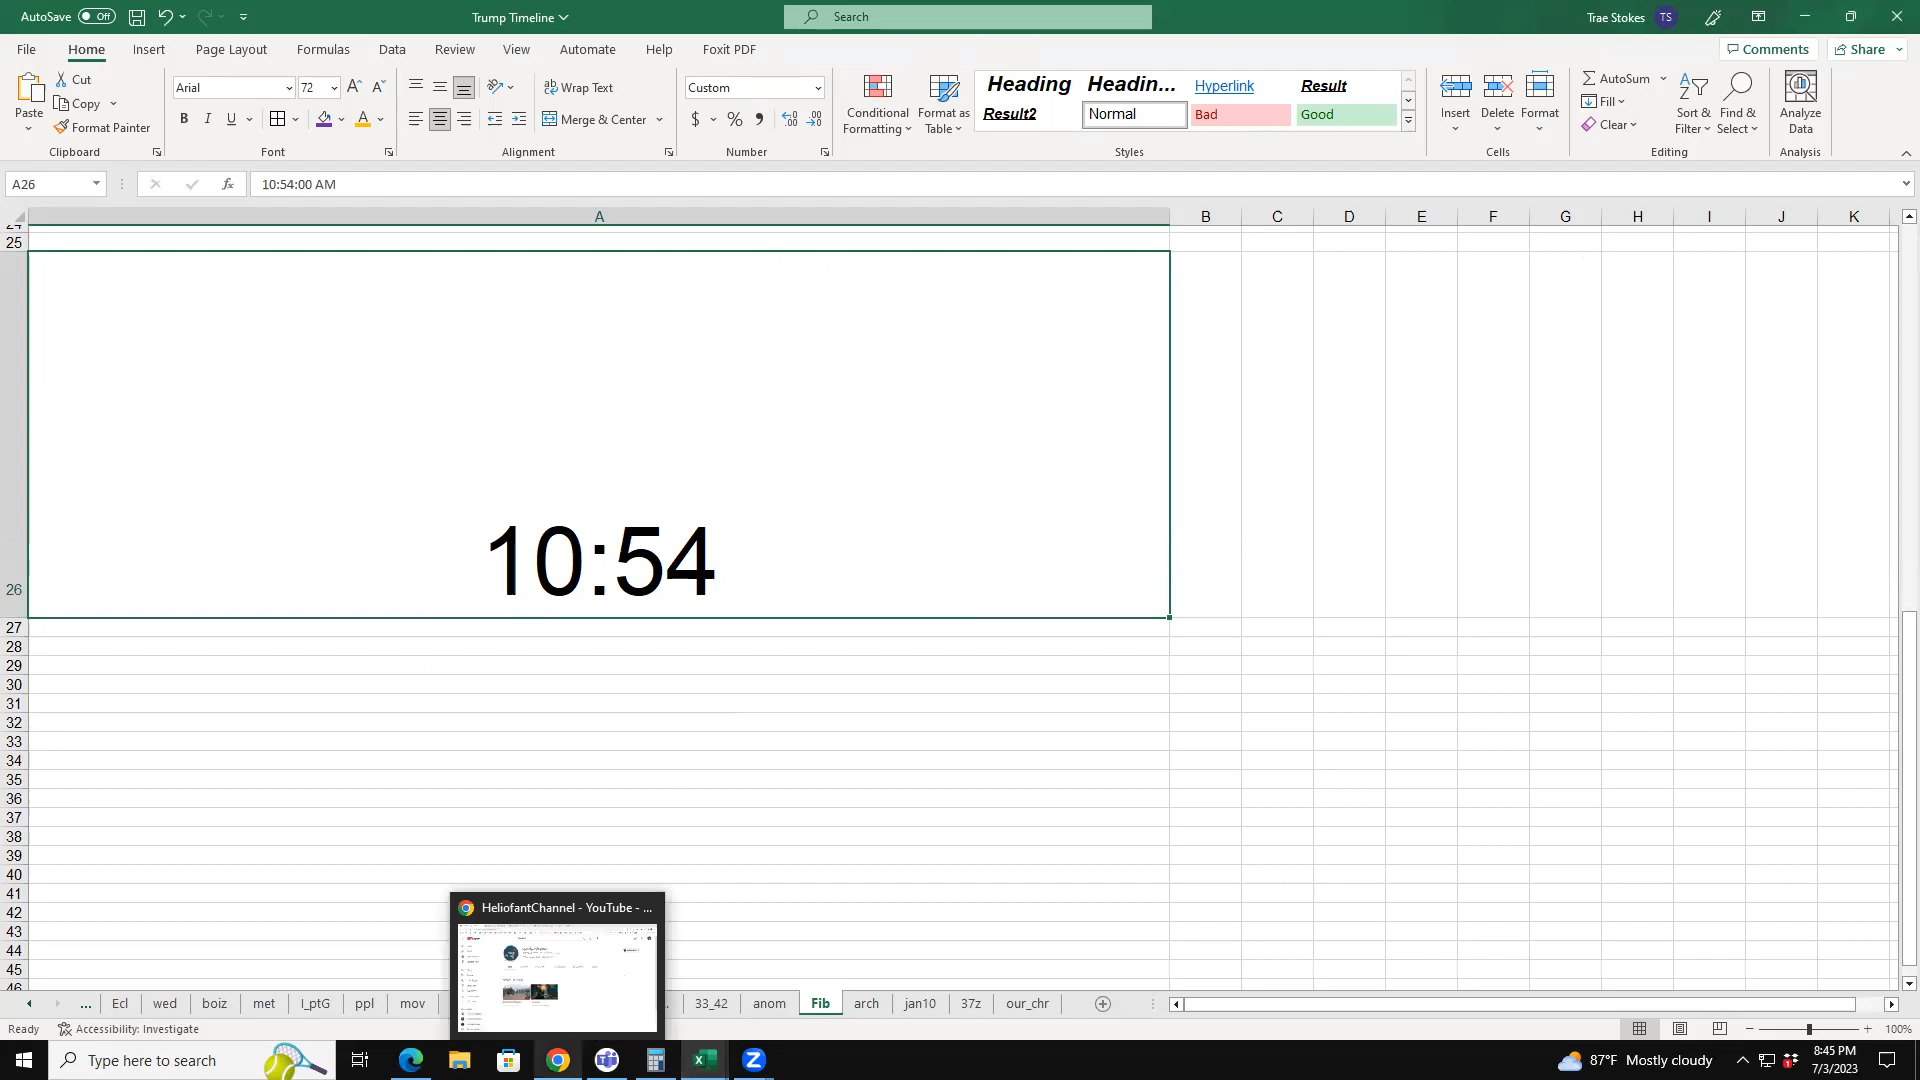 AutoSave Off Trump Timeline Search Trae Stokes TS
File Home Insert Page Layout Formulas Data Review View Automate Help Foxit PDF Comments Share
Paste Cut Copy Format Painter Clipboard
Arial 72 B I U A A Font
Wrap Text Merge & Center Alignment
Custom $ % Number
Conditional Formatting Format as Table
Heading Headin... Hyperlink Result
Result2 Normal Bad Good
Styles
Insert Delete Format Cells
AutoSum Fill Clear Sort & Filter Find & Select Editing
Analyze Data Analysis
A26 fx 10:54:00 AM
A B C D E F G H I J K
24
25
10:54
26
27
28
29
30
31
32
33
34
35
36
37
38
39
40
41
42
43
44
45
46
HeliofantChannel - YouTube - ...
... Ecl wed boiz met I_ptG ppl mov 33_42 anom Fib arch jan10 37z our_chr
Ready Accessibility: Investigate 100%
Type here to search 87°F Mostly cloudy 8:45 PM
7/3/2023